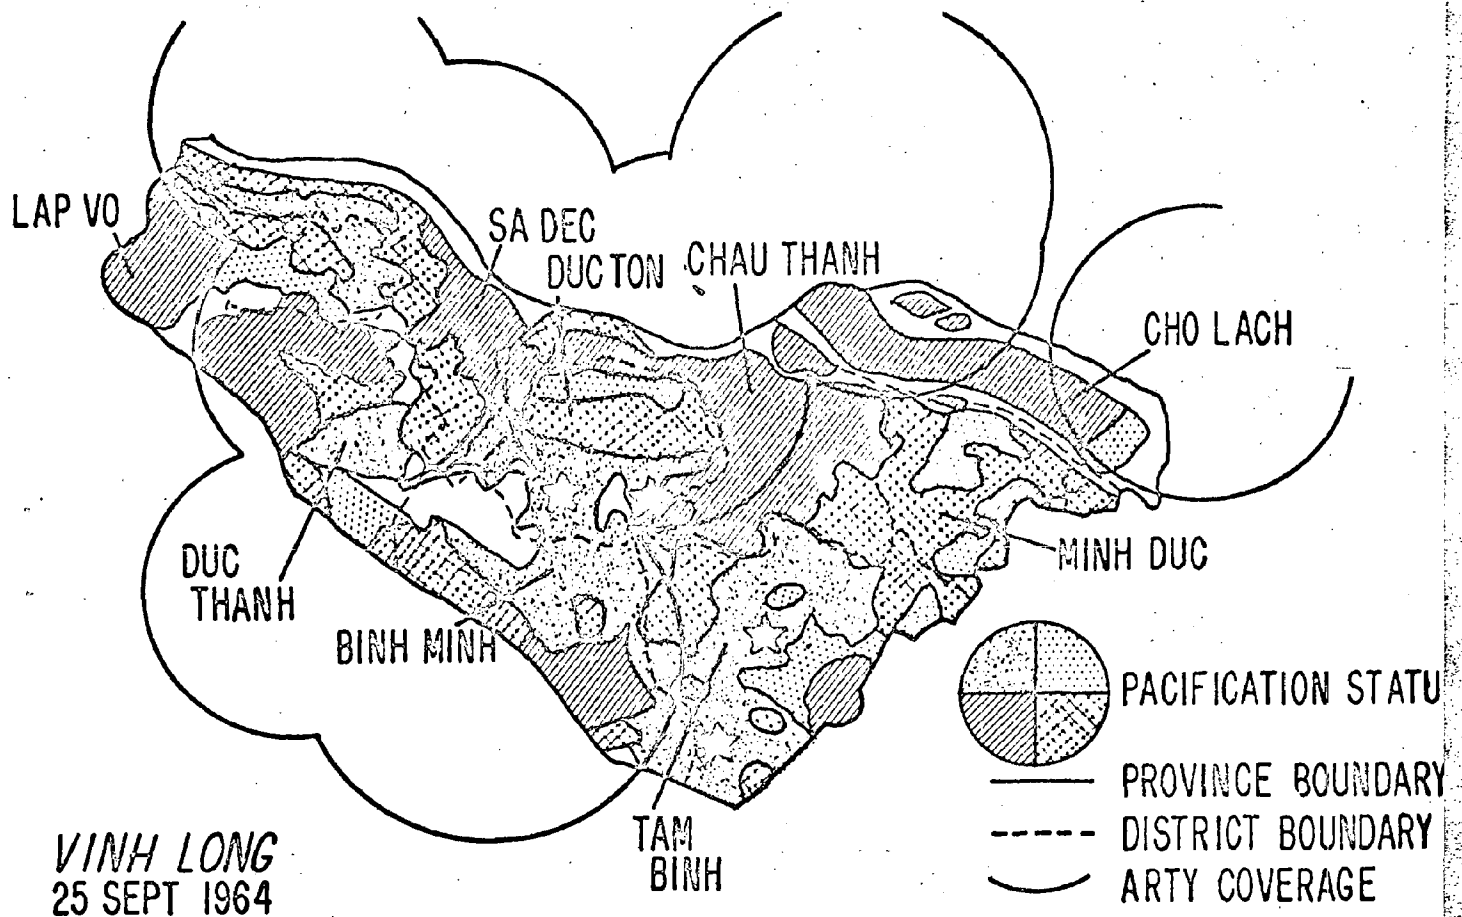 LAP VO
SA DEC
DUC TON
CHAU THANH
CHO LACH
DUC
THANH
BINH MINH
MINH DUC
TAM
BINH
PACIFICATION STATU
PROVINCE BOUNDARY
DISTRICT BOUNDARY
ARTY COVERAGE
VINH LONG
25 SEPT 1964